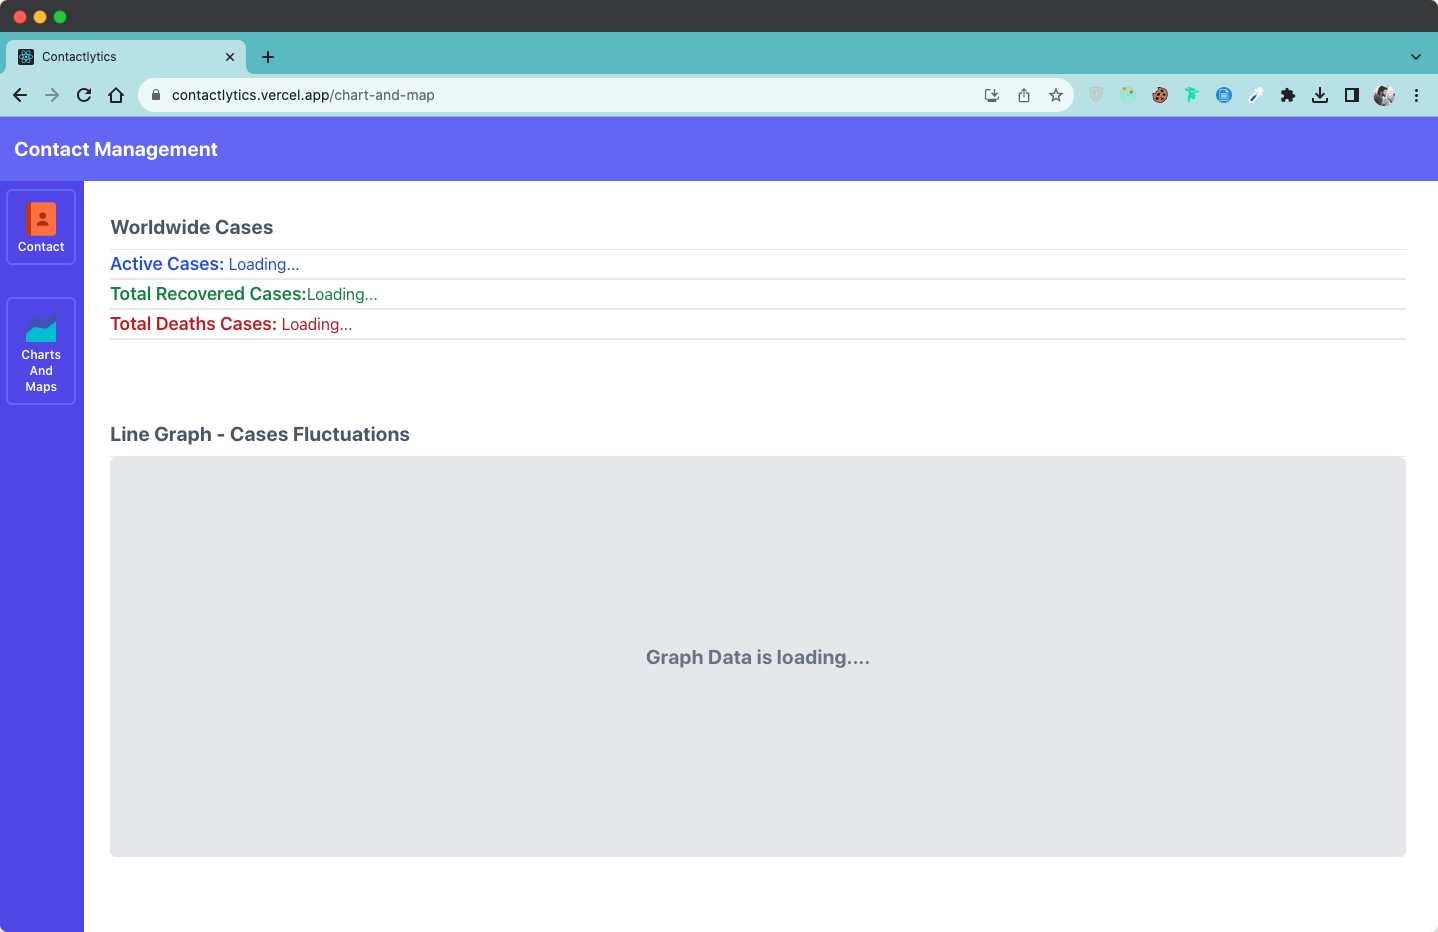 Contactlytics
contactlytics.vercel.app/chart-and-map
Contact Management
Contact
Charts
And
Maps
Worldwide Cases
Active Cases: Loading...
Total Recovered Cases:Loading...
Total Deaths Cases: Loading...
Line Graph - Cases Fluctuations
Graph Data is loading....